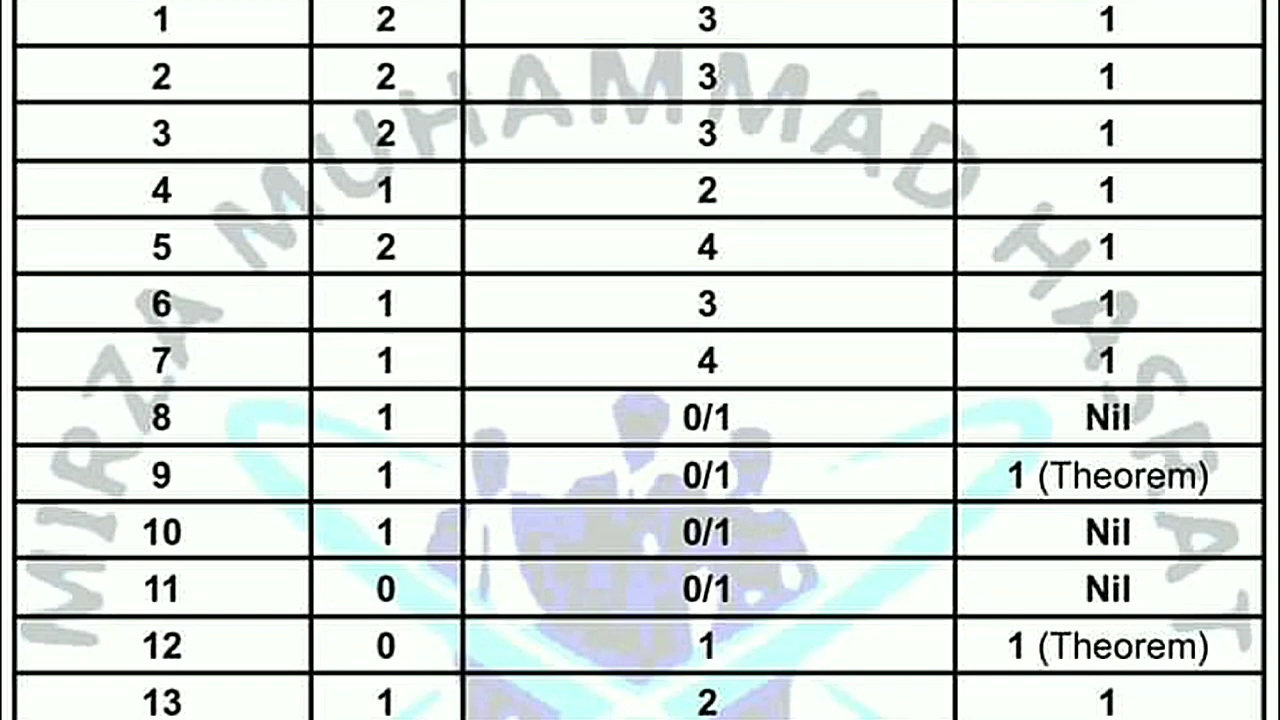 1 2 3 1
2 2 3 1
3 2 3 1
4 1 2 1
5 2 4 1
6 1 3 1
7 1 4 1
8 1 0/1 Nil
9 1 0/1 1 (Theorem)
10 1 0/1 Nil
11 0 0/1 Nil
12 0 1 1 (Theorem)
13 1 2 1
MIRZA MUHAMMAD HASRAT